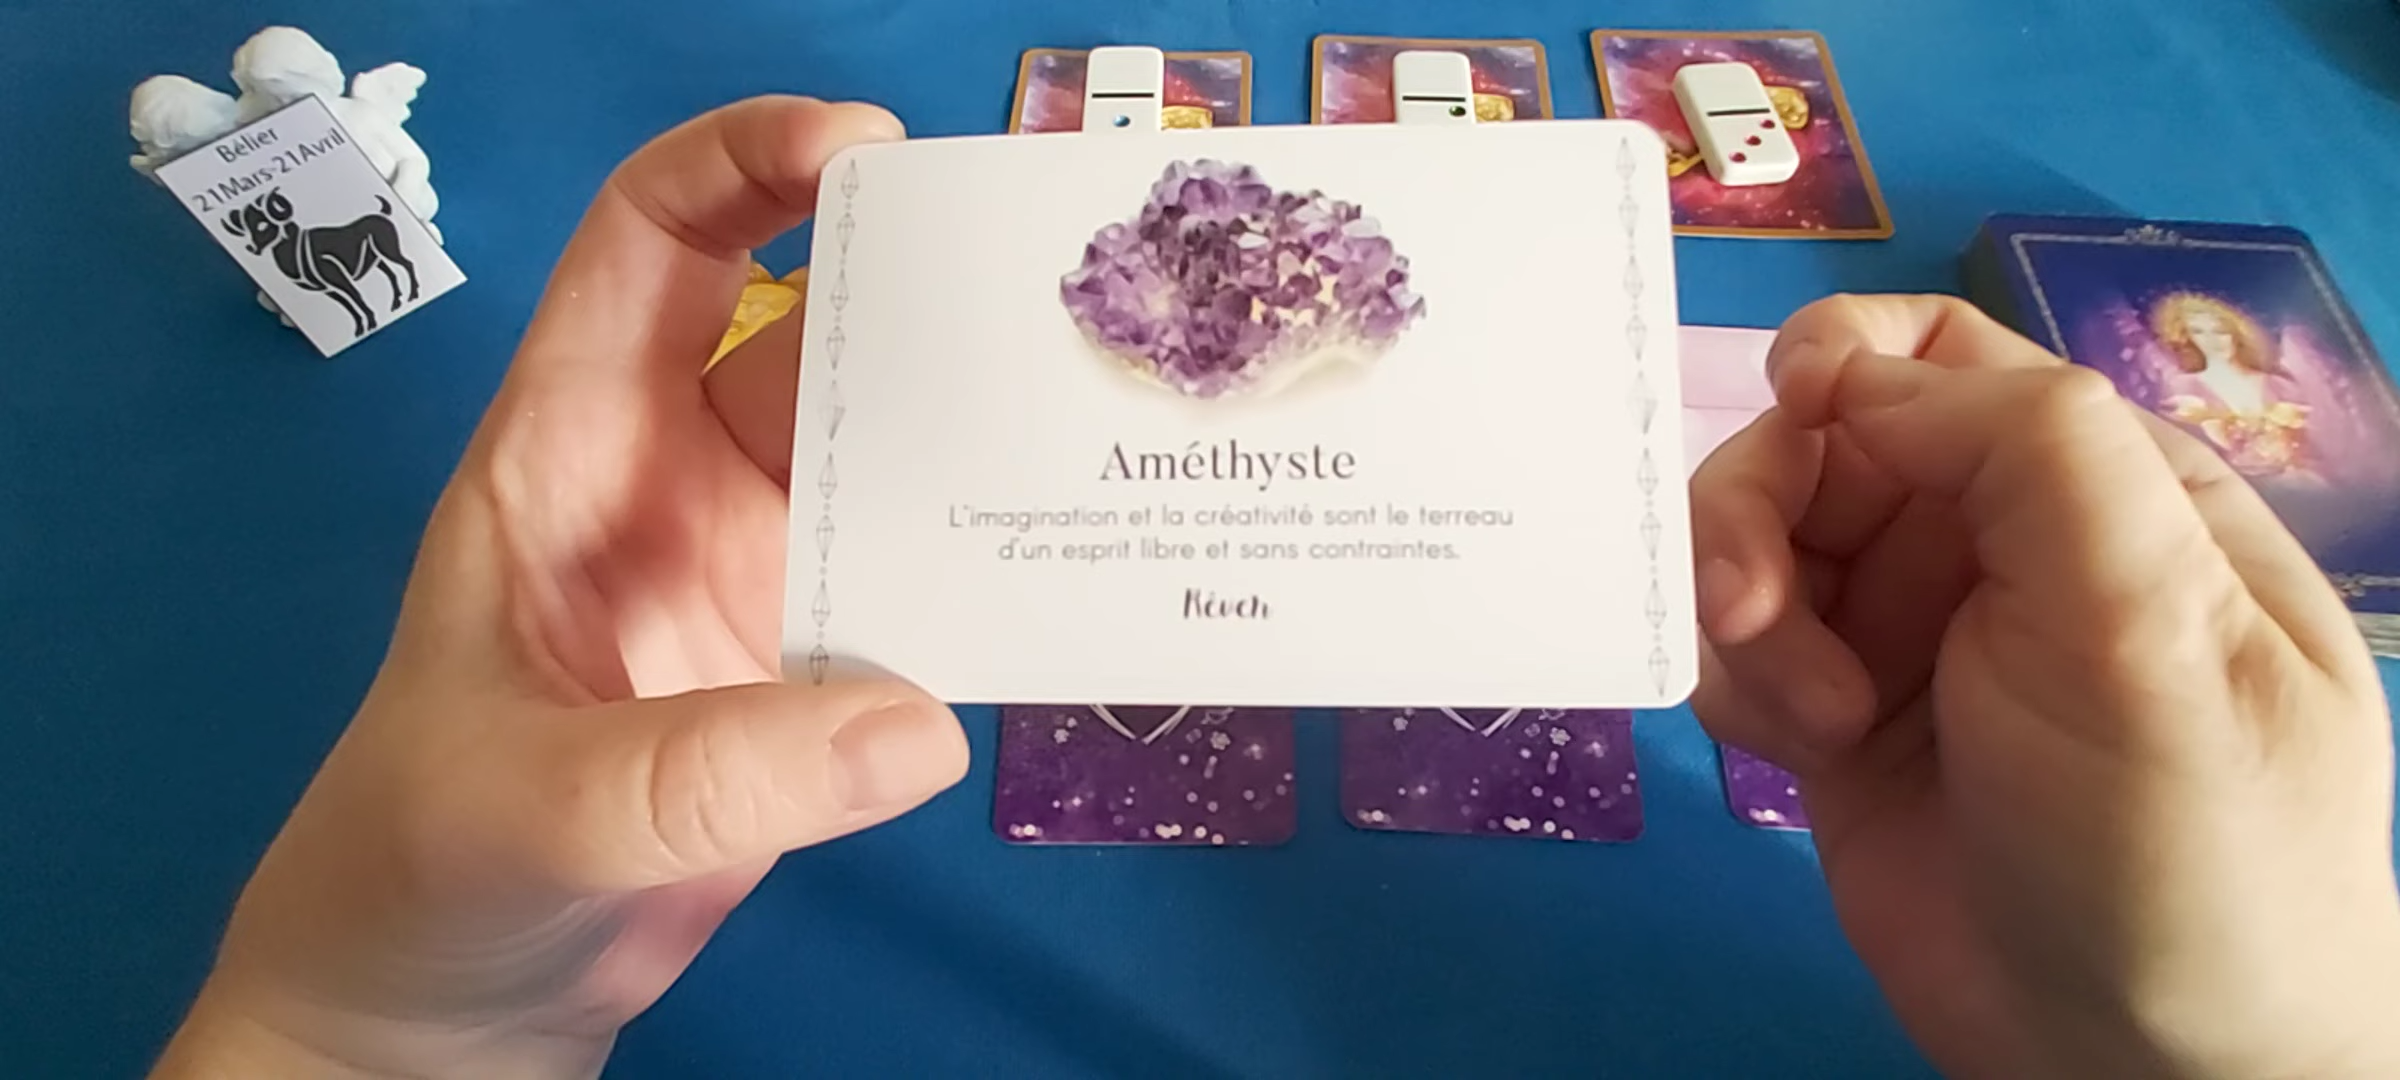 Bélier
21Mars-21Avril
Améthyste
L'imagination et la créativité sont le terreau
d'un esprit libre et sans contraintes.
Rêver